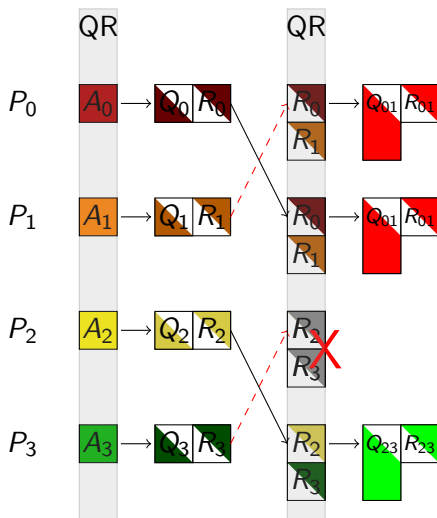 QR QR
P0 A0 Q0 R0 R0 Q01 R01
R1
P1 A1 Q1 R1 R0 Q01 R01
R1
P2 A2 Q2 R2 R2
R3
X
P3 A3 Q3 R3 R2 Q23 R23
R3